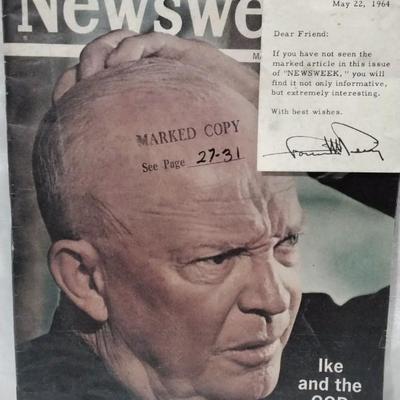 Newswe
MARKED COPY
See Page 27-31
May 22, 1964
Dear Friend:
If you have not seen the
marked article in this issue
of "NEWSWEEK," you will
find it not only informative,
but extremely interesting.
With best wishes.
Ike
and the
GOP